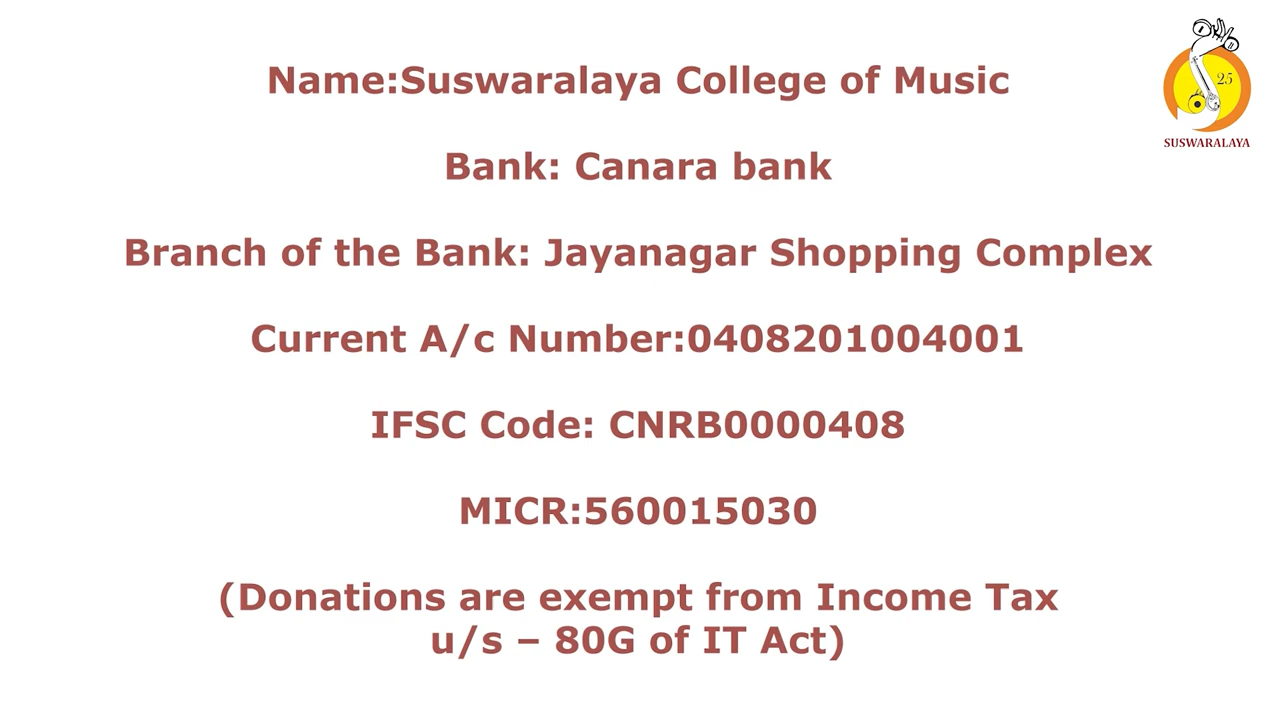 Name:Suswaralaya College of Music
25
SUSWARALAYA
Bank: Canara bank
Branch of the Bank: Jayanagar Shopping Complex
Current A/c Number:0408201004001
IFSC Code: CNRB0000408
MICR:560015030
(Donations are exempt from Income Tax
u/s – 80G of IT Act)